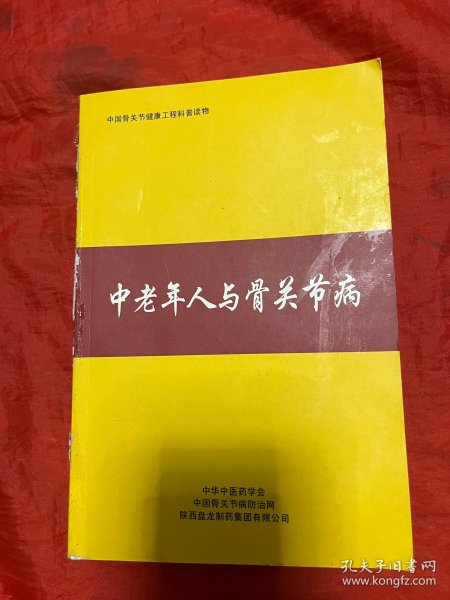 中国骨关节健康工程科普读物
中老年人与骨关节病
中华中医药学会
中国骨关节病防治网
陕西盘龙制药集团有限公司
孔夫子旧书网
www.kongfz.com